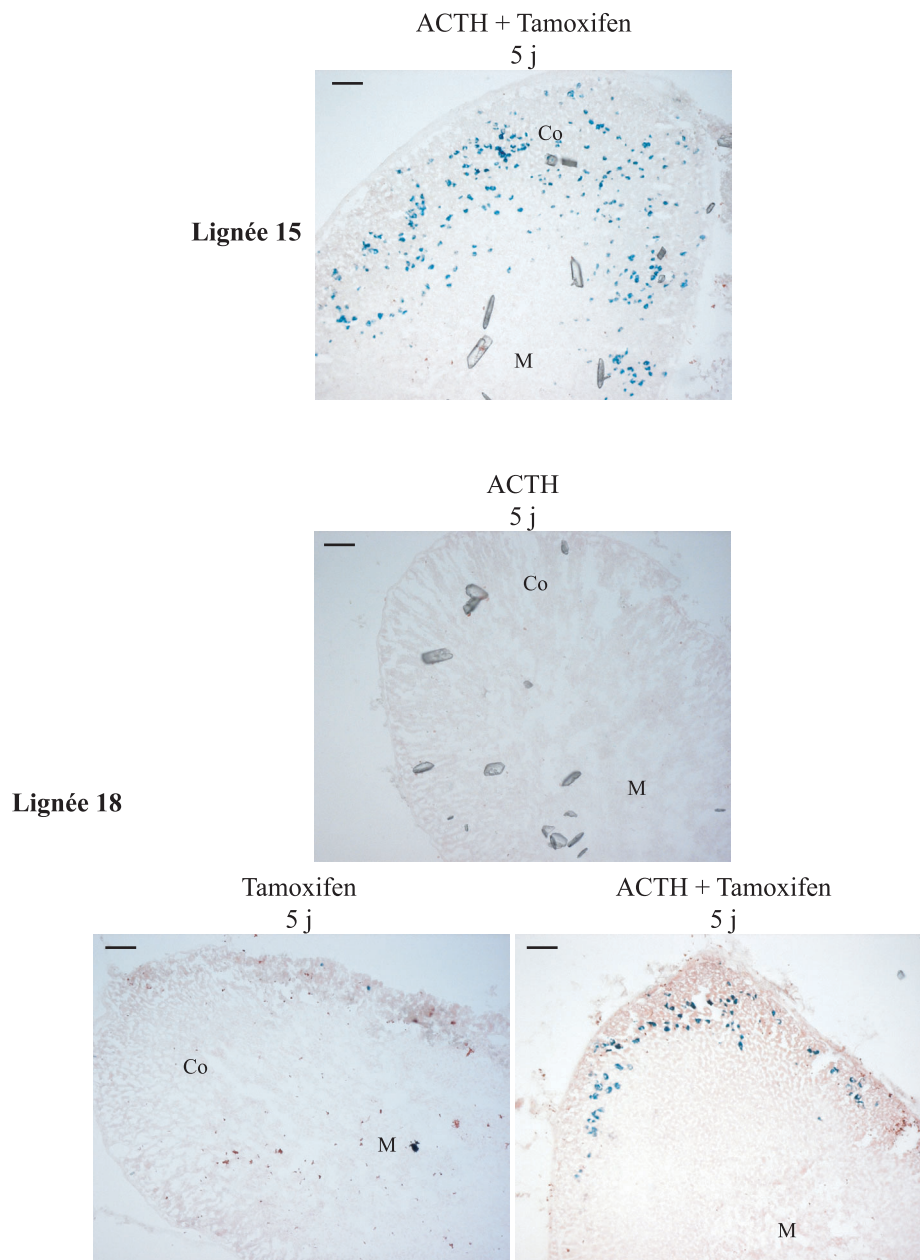 ACTH + Tamoxifen
5 j
Co
Lignée 15
M
ACTH
5 j
Co
M
Lignée 18
Tamoxifen
5 j
Co
M
ACTH + Tamoxifen
5 j
M